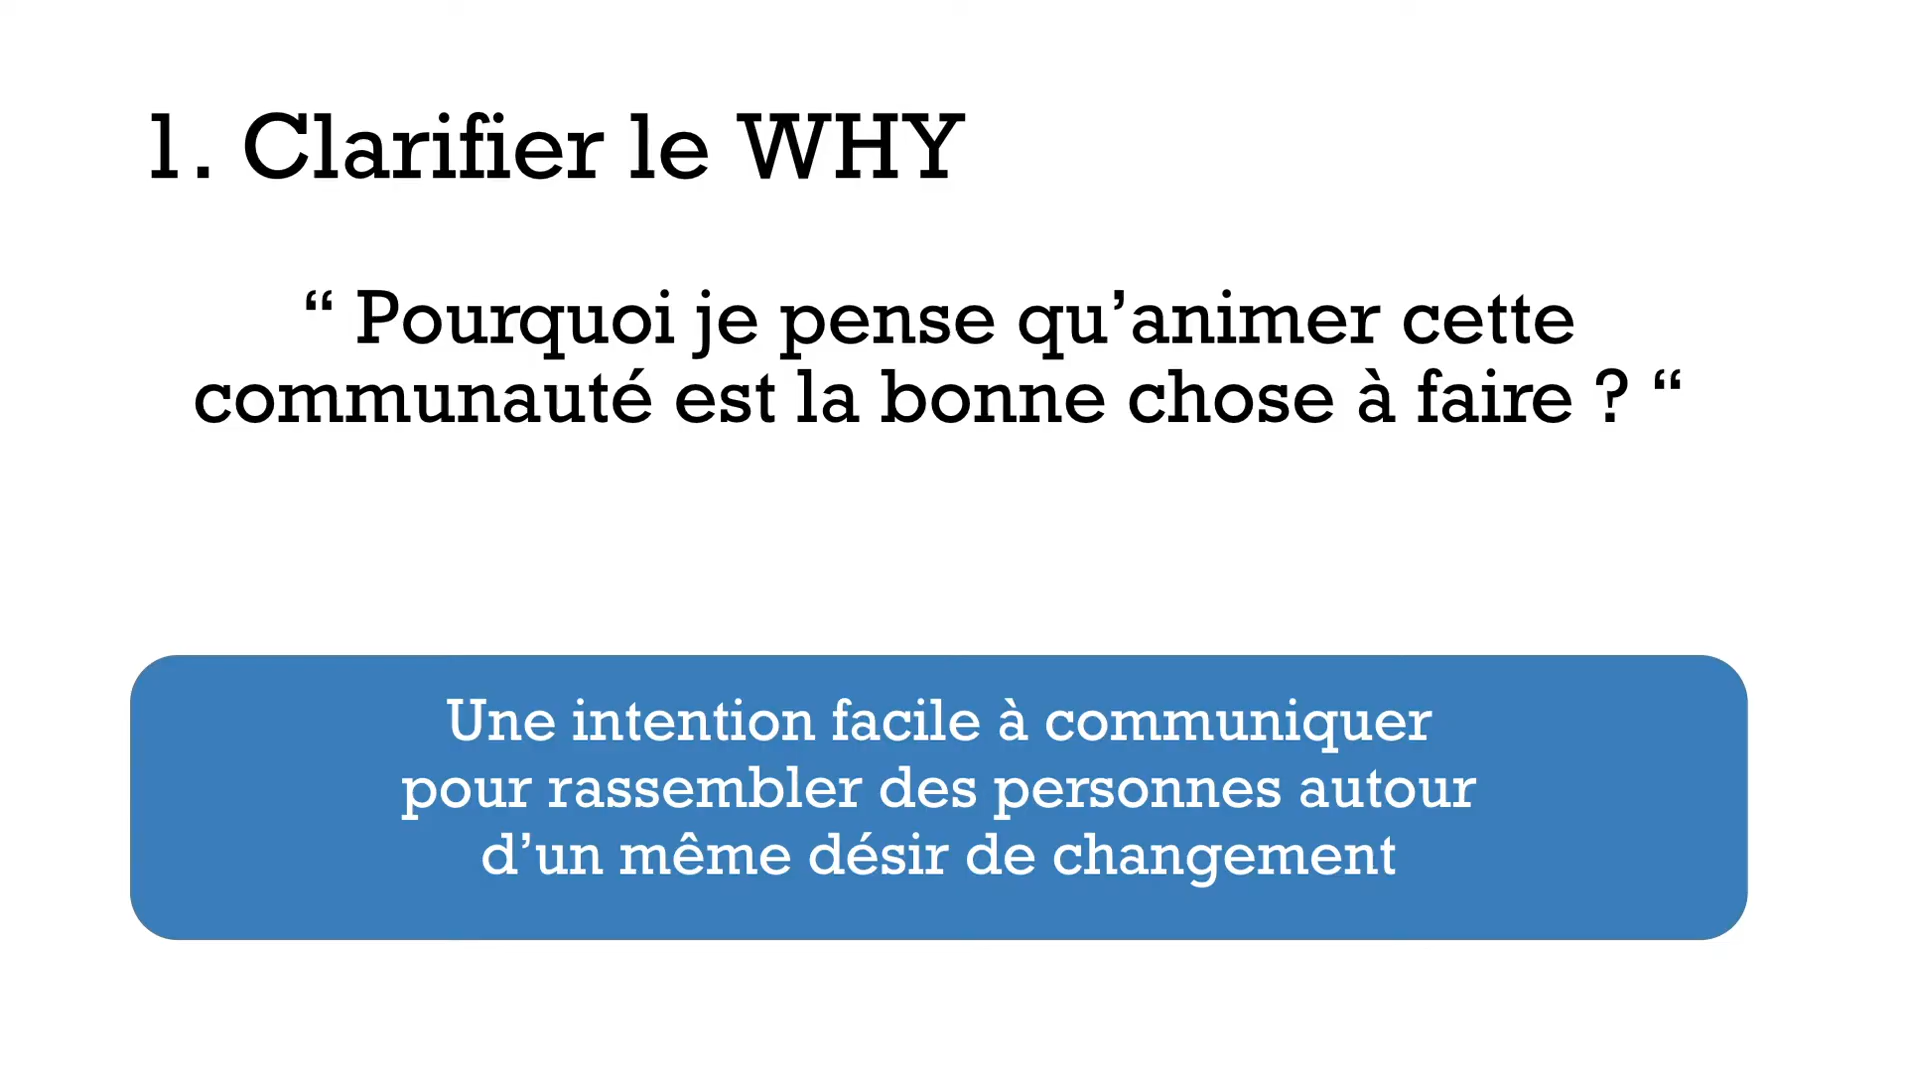 1. Clarifier le WHY
“ Pourquoi je pense qu’animer cette
communauté est la bonne chose à faire ? “
Une intention facile à communiquer
pour rassembler des personnes autour
d’un même désir de changement